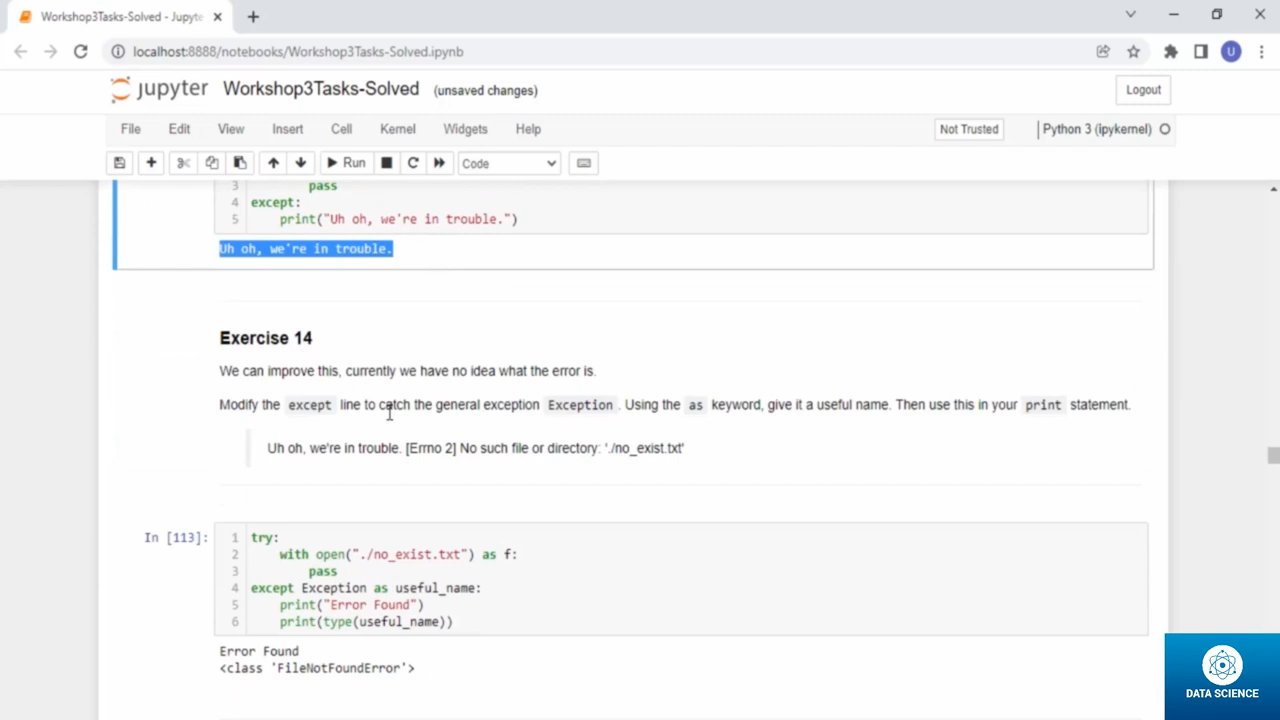 Workshop3Tasks-Solved - Jupyte
localhost:8888/notebooks/Workshop3Tasks-Solved.ipynb
U
jupyter Workshop3Tasks-Solved (unsaved changes)
Logout
File Edit View Insert Cell Kernel Widgets Help
Not Trusted
Python 3 (ipykernel)
Run
Code
3 pass
4 except:
5 print("Uh oh, we're in trouble.")
Uh oh, we're in trouble.
Exercise 14
We can improve this, currently we have no idea what the error is.
Modify the except line to catch the general exception Exception . Using the as keyword, give it a useful name. Then use this in your print statement.
Uh oh, we're in trouble. [Errno 2] No such file or directory: './no_exist.txt'
In [113]:
1 try:
2 with open("./no_exist.txt") as f:
3 pass
4 except Exception as useful_name:
5 print("Error Found")
6 print(type(useful_name))
Error Found
<class 'FileNotFoundError'>
DATA SCIENCE